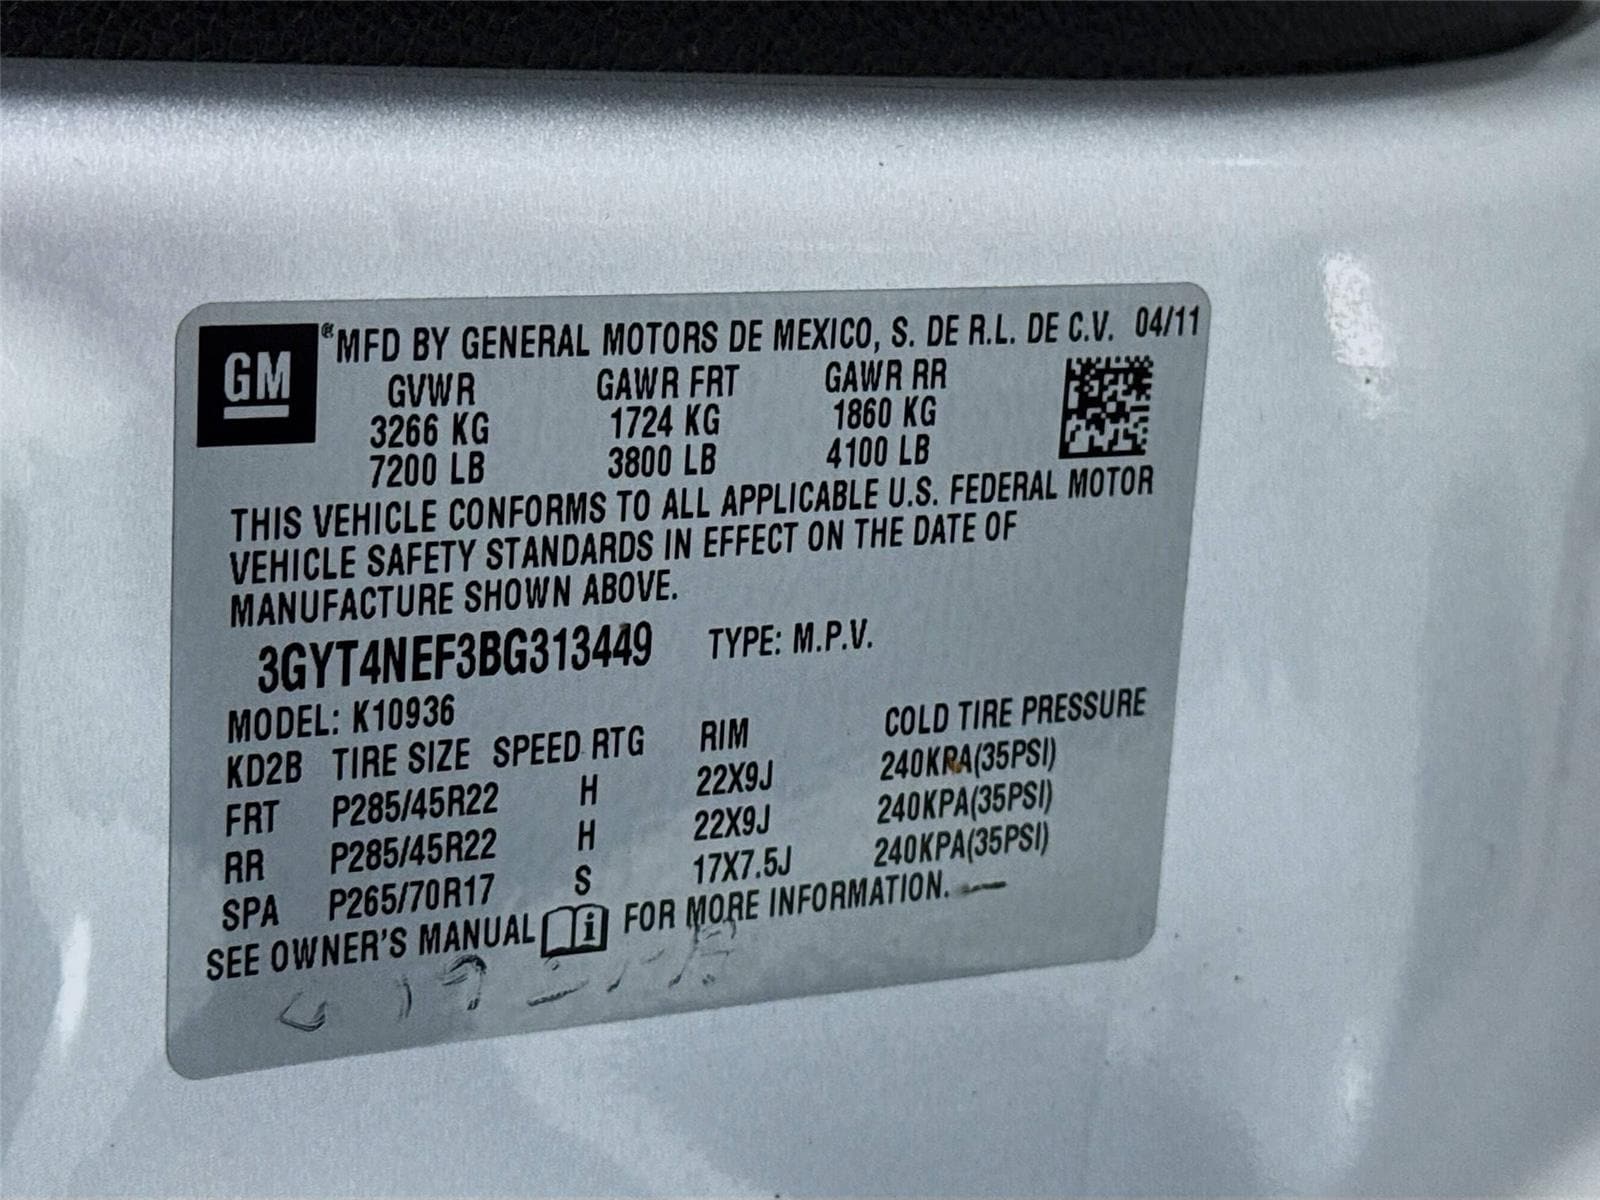 GM ®MFD BY GENERAL MOTORS DE MEXICO, S. DE R.L. DE C.V. 04/11
GVWR GAWR FRT GAWR RR
3266 KG 1724 KG 1860 KG
7200 LB 3800 LB 4100 LB
THIS VEHICLE CONFORMS TO ALL APPLICABLE U.S. FEDERAL MOTOR
VEHICLE SAFETY STANDARDS IN EFFECT ON THE DATE OF
MANUFACTURE SHOWN ABOVE.
3GYT4NEF3BG313449 TYPE: M.P.V.
MODEL: K10936
KD2B TIRE SIZE SPEED RTG RIM COLD TIRE PRESSURE
FRT P285/45R22 H 22X9J 240KPA(35PSI)
RR P285/45R22 H 22X9J 240KPA(35PSI)
SPA P265/70R17 S 17X7.5J 240KPA(35PSI)
SEE OWNER'S MANUAL i FOR MORE INFORMATION.